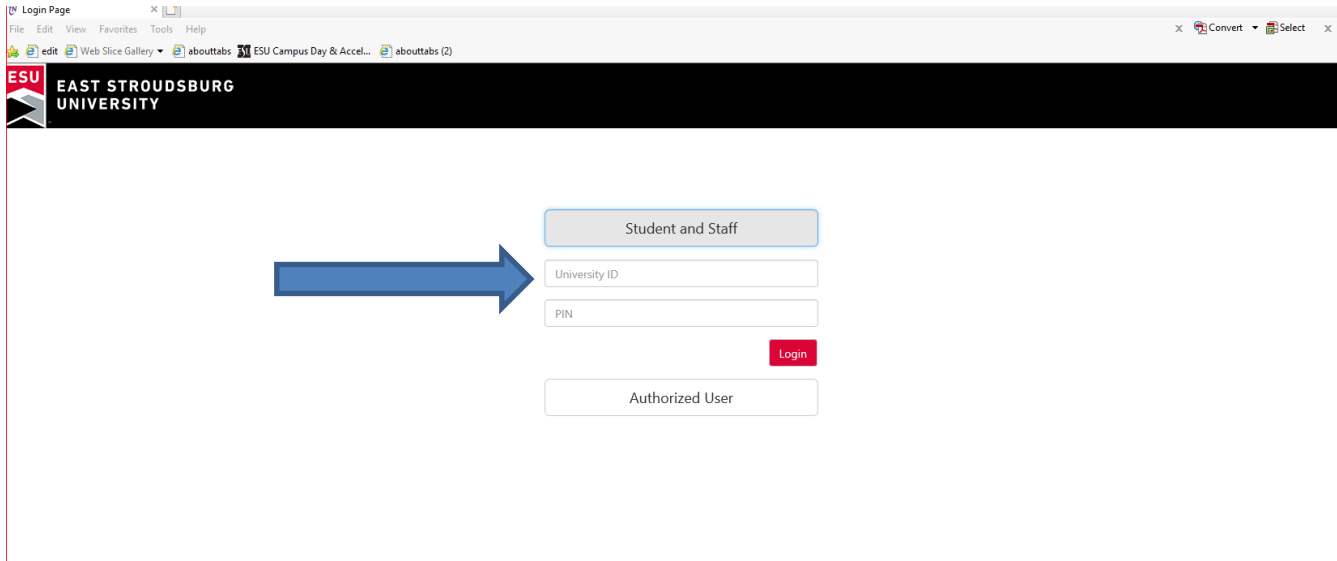 Login Page
File Edit View Favorites Tools Help
x Convert Select x
edit Web Slice Gallery abouttabs ESU Campus Day & Accel... abouttabs (2)
ESU
EAST STROUDSBURG
UNIVERSITY
Student and Staff
University ID
PIN
Login
Authorized User